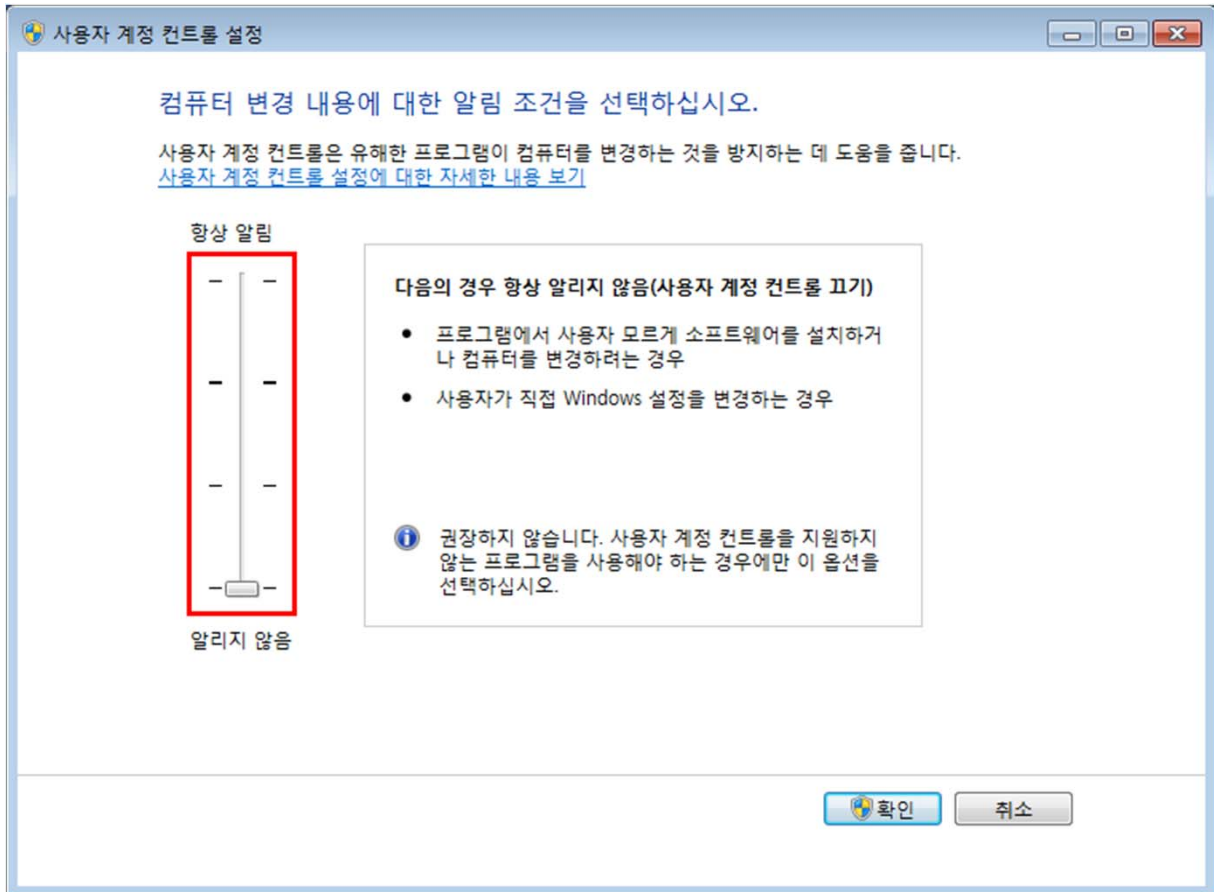 사용자 계정 컨트롤 설정
컴퓨터 변경 내용에 대한 알림 조건을 선택하십시오.
사용자 계정 컨트롤은 유해한 프로그램이 컴퓨터를 변경하는 것을 방지하는 데 도움을 줍니다.
사용자 계정 컨트롤 설정에 대한 자세한 내용 보기
항상 알림
다음의 경우 항상 알리지 않음(사용자 계정 컨트롤 끄기)
• 프로그램에서 사용자 모르게 소프트웨어를 설치하거
나 컴퓨터를 변경하려는 경우
• 사용자가 직접 Windows 설정을 변경하는 경우
권장하지 않습니다. 사용자 계정 컨트롤을 지원하지
않는 프로그램을 사용해야 하는 경우에만 이 옵션을
선택하십시오.
알리지 않음
확인
취소